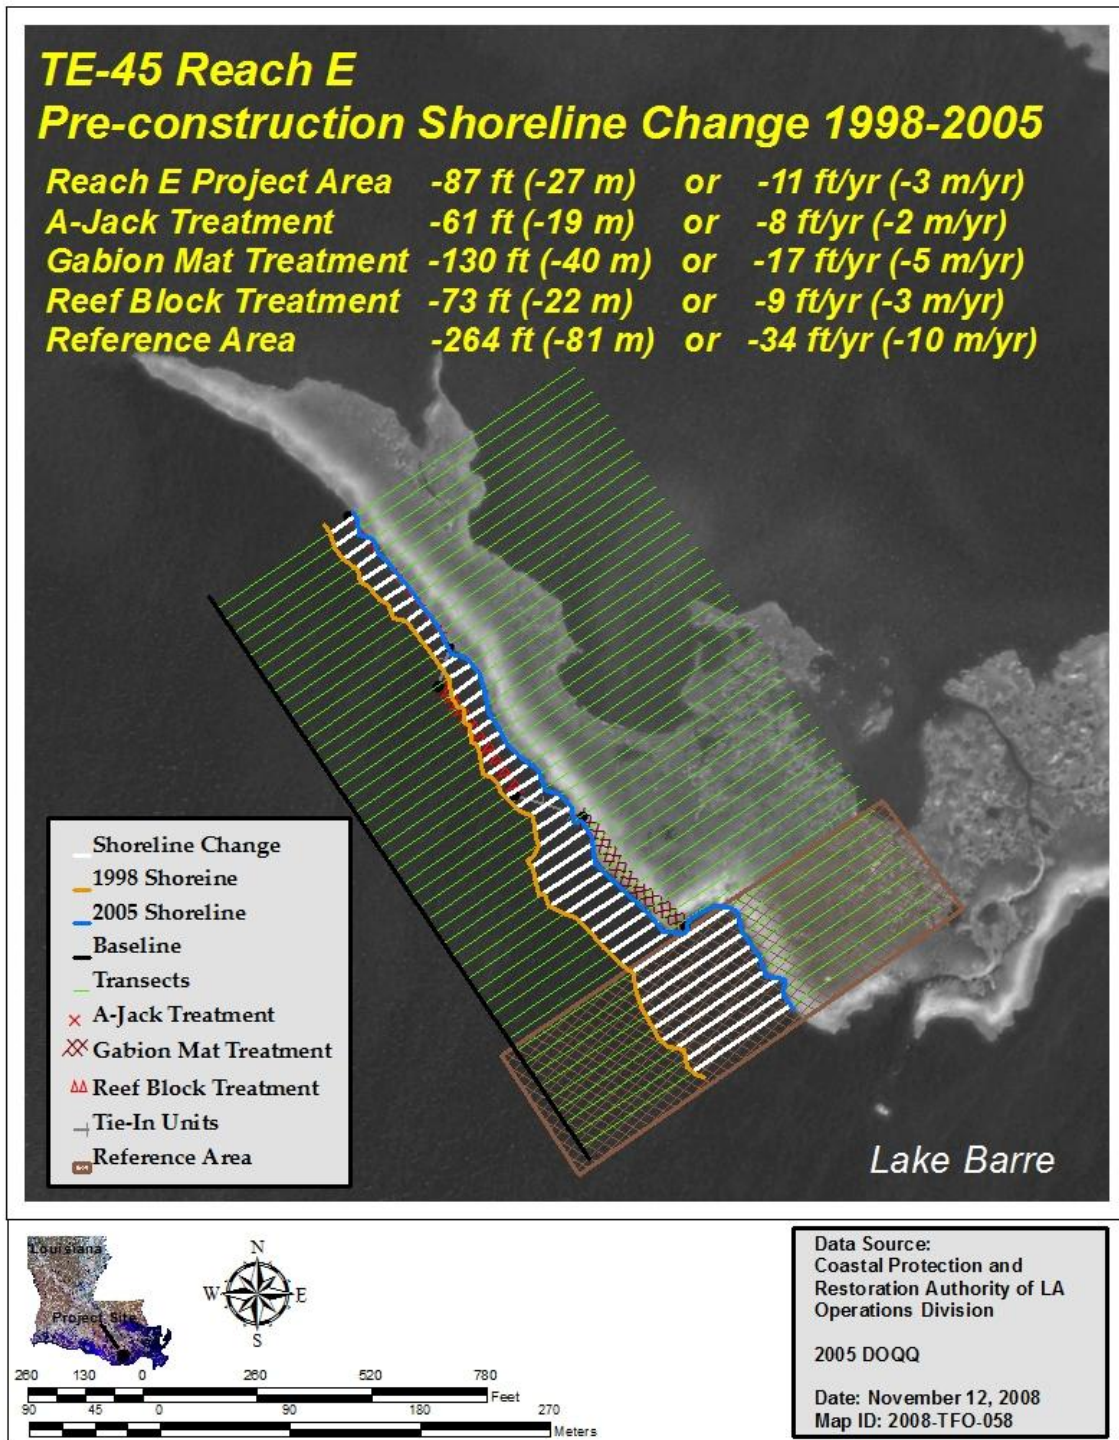 TE-45 Reach E
Pre-construction Shoreline Change 1998-2005
Reach E Project Area -87 ft (-27 m) or -11 ft/yr (-3 m/yr)
A-Jack Treatment -61 ft (-19 m) or -8 ft/yr (-2 m/yr)
Gabion Mat Treatment -130 ft (-40 m) or -17 ft/yr (-5 m/yr)
Reef Block Treatment -73 ft (-22 m) or -9 ft/yr (-3 m/yr)
Reference Area -264 ft (-81 m) or -34 ft/yr (-10 m/yr)
Shoreline Change
1998 Shoreine
2005 Shoreline
Baseline
Transects
A-Jack Treatment
Gabion Mat Treatment
Reef Block Treatment
Tie-In Units
Reference Area
Lake Barre
Louisiana
Project Site
N
W E
S
260 130 0 260 520 780
Feet
90 45 0 90 180 270
Meters
Data Source:
Coastal Protection and
Restoration Authority of LA
Operations Division
2005 DOQQ
Date: November 12, 2008
Map ID: 2008-TFO-058